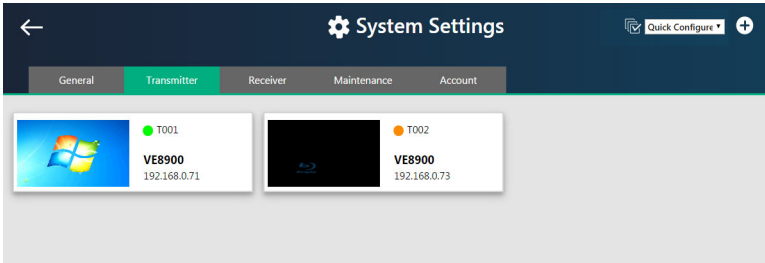 System Settings
Quick Configure
General
Transmitter
Receiver
Maintenance
Account
T001
VE8900
192.168.0.71
T002
VE8900
192.168.0.73